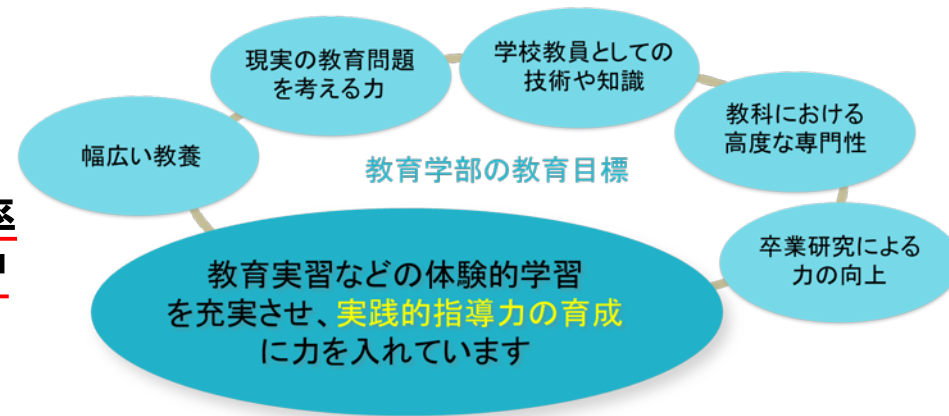 現実の教育問題
を考える力
学校教員としての
技術や知識
教科における
高度な専門性
幅広い教養
教育学部の教育目標
卒業研究による
力の向上
教育実習などの体験的学習
を充実させ、実践的指導力の育成
に力を入れています